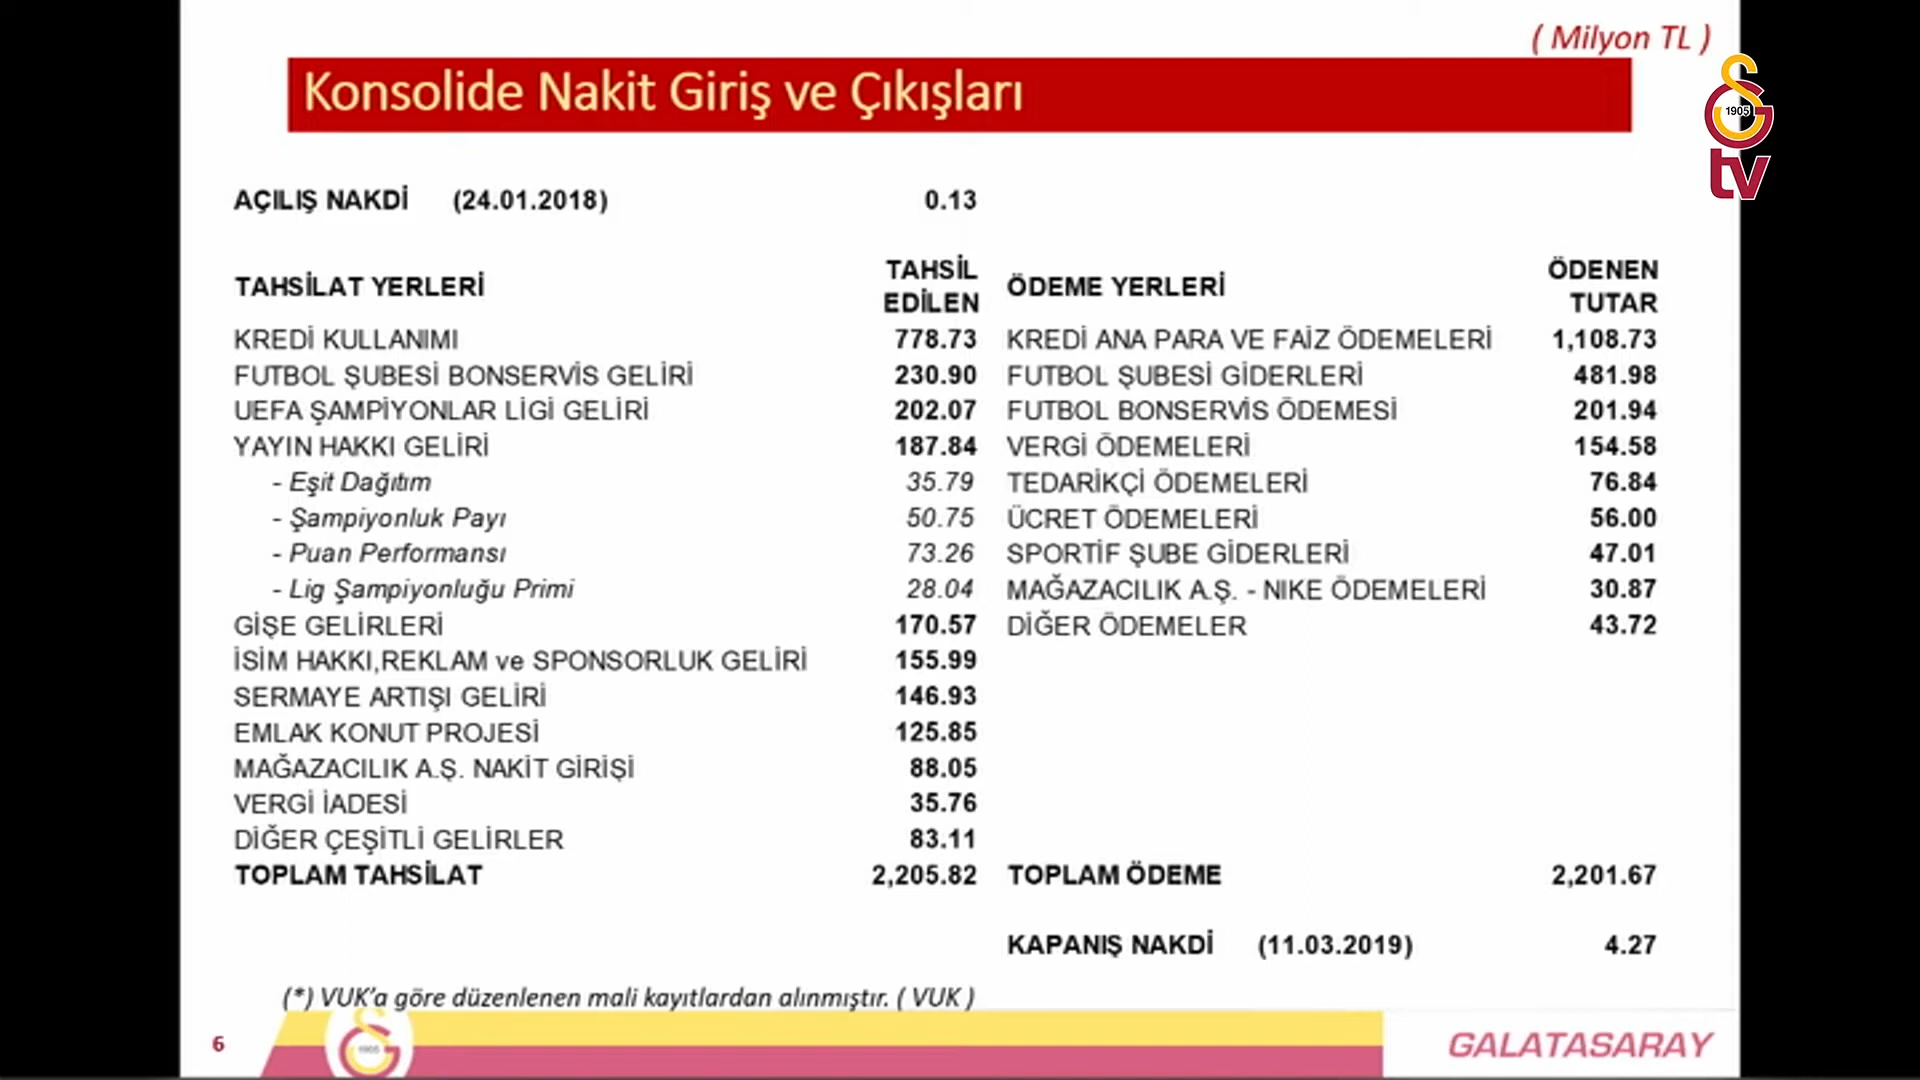 ( Milyon TL )
Konsolide Nakit Giriş ve Çıkışları
1905
tv
AÇILIŞ NAKDİ (24.01.2018) 0.13
TAHSİLAT YERLERİ TAHSİL EDİLEN ÖDEME YERLERİ ÖDENEN TUTAR
KREDİ KULLANIMI 778.73 KREDİ ANA PARA VE FAİZ ÖDEMELERİ 1,108.73
FUTBOL ŞUBESİ BONSERVİS GELİRİ 230.90 FUTBOL ŞUBESİ GİDERLERİ 481.98
UEFA ŞAMPİYONLAR LİGİ GELİRİ 202.07 FUTBOL BONSERVİS ÖDEMESİ 201.94
YAYIN HAKKI GELİRİ 187.84 VERGİ ÖDEMELERİ 154.58
- Eşit Dağıtım 35.79 TEDARİKÇİ ÖDEMELERİ 76.84
- Şampiyonluk Payı 50.75 ÜCRET ÖDEMELERİ 56.00
- Puan Performansı 73.26 SPORTİF ŞUBE GİDERLERİ 47.01
- Lig Şampiyonluğu Primi 28.04 MAĞAZACILIK A.Ş. - NIKE ÖDEMELERİ 30.87
GİŞE GELİRLERİ 170.57 DİĞER ÖDEMELER 43.72
İSİM HAKKI,REKLAM ve SPONSORLUK GELİRİ 155.99
SERMAYE ARTIŞI GELİRİ 146.93
EMLAK KONUT PROJESİ 125.85
MAĞAZACILIK A.Ş. NAKİT GİRİŞİ 88.05
VERGİ İADESİ 35.76
DİĞER ÇEŞİTLİ GELİRLER 83.11
TOPLAM TAHSİLAT 2,205.82 TOPLAM ÖDEME 2,201.67
KAPANIŞ NAKDİ (11.03.2019) 4.27
(*) VUK'a göre düzenlenen mali kayıtlardan alınmıştır. ( VUK )
6
1905
GALATASARAY